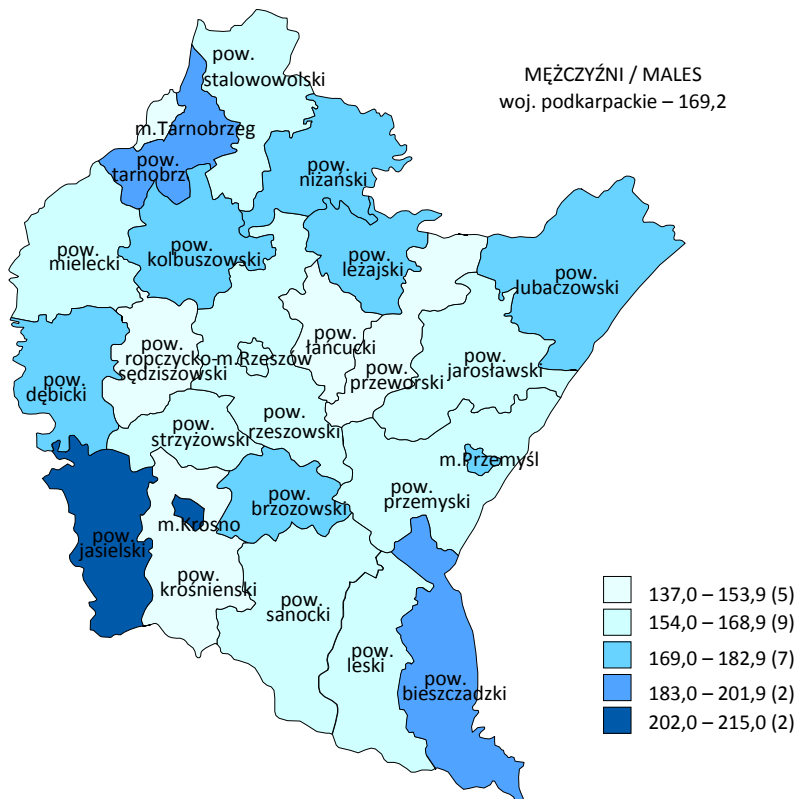 pow.
stalowowolski
MĘŻCZYŹNI / MALES
woj. podkarpackie – 169,2
m.Tarnobrzeg
pow.
tarnobrz.
pow.
niżański
pow.
mielecki
pow.
kolbuszowski
pow.
leżajski
pow.
lubaczowski
pow.
ropczycko-
sędziszowski
m.Rzeszów
pow.
łańcucki
pow.
przeworski
pow.
jarosławski
pow.
dębicki
pow.
strzyżowski
pow.
rzeszowski
m.Przemyśl
pow.
przemyski
pow.
brzozowski
m.Krosno
pow.
jasielski
pow.
krośnienski
pow.
sanocki
pow.
leski
pow.
bieszczadzki
137,0 – 153,9 (5)
154,0 – 168,9 (9)
169,0 – 182,9 (7)
183,0 – 201,9 (2)
202,0 – 215,0 (2)